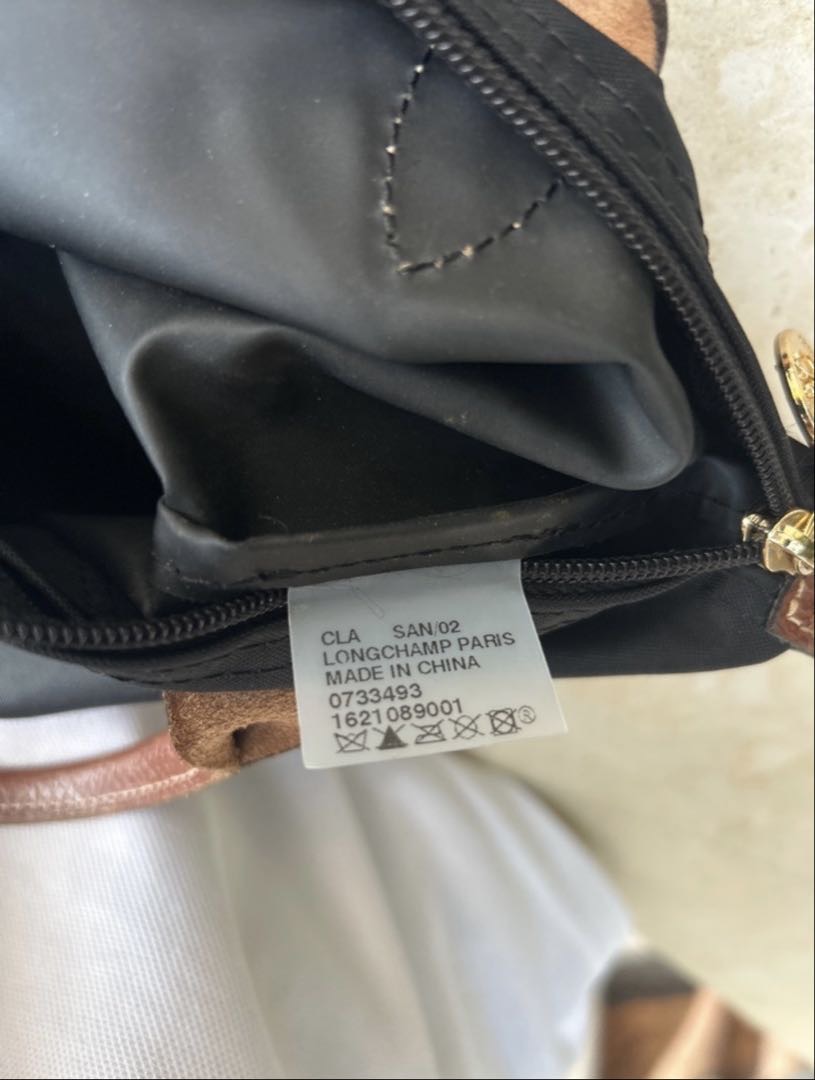 CLA SAN/02
LONGCHAMP PARIS
MADE IN CHINA
0733493
1621089001
®